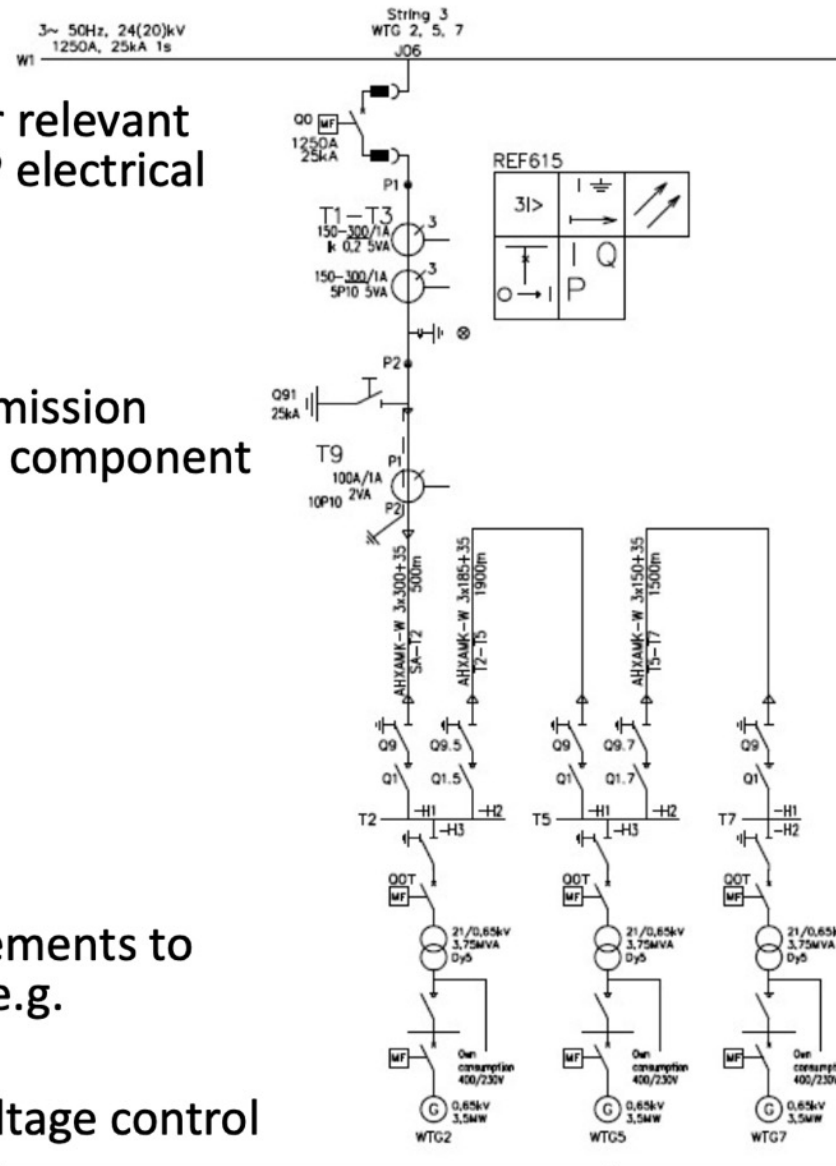 String 3
3~ 50Hz, 24(20)kV
WTG 2, 5, 7
1250A, 25kA 1s
J06
W1
r relevant
electrical
Q0 MF
1250A
25kA
P1
REF615
3I>
I
I Q
O→I
P
T1-T3
150-300/1A
k 0,2 5VA
3
150-300/1A
5P10 5VA
3
P2
Q91
25kA
mission
component
T9
P1
100A/1A
10P10 2VA
P2
AHXAMK-W 3x300+35
SA-T2 500m
AHXAMK-W 3x185+35
T2-T5 1900m
AHXAMK-W 3x150+35
T5-T7 1500m
Q9 Q9.5 Q9 Q9.7 Q9
Q1 Q1.5 Q1 Q1.7 Q1
T2 -H1 -H2 T5 -H1 -H2 T7 -H1
-H3 -H3 -H2
Q0T Q0T Q0T
MF MF MF
ements to
e.g.
21/0,65kV 21/0,65kV 21/0,65k
3,75MVA 3,75MVA 3,75MVA
Dy5 Dy5 Dy5
MF MF MF
Own Own Own
consumption consumption consumpt
400/230V 400/230V 400/230
ltage control
G 0,65kV G 0,65kV G 0,65kV
3,5MW 3,5MW 3,5MW
WTG2 WTG5 WTG7